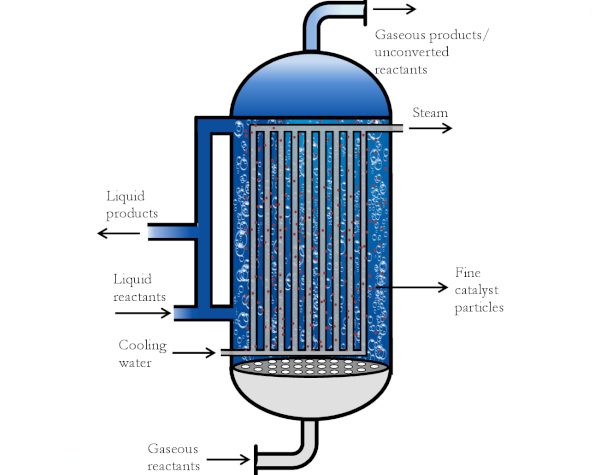 Gaseous products/
unconverted
reactants
Steam
Liquid
products
Liquid
reactants
Fine
catalyst
particles
Cooling
water
Gaseous
reactants